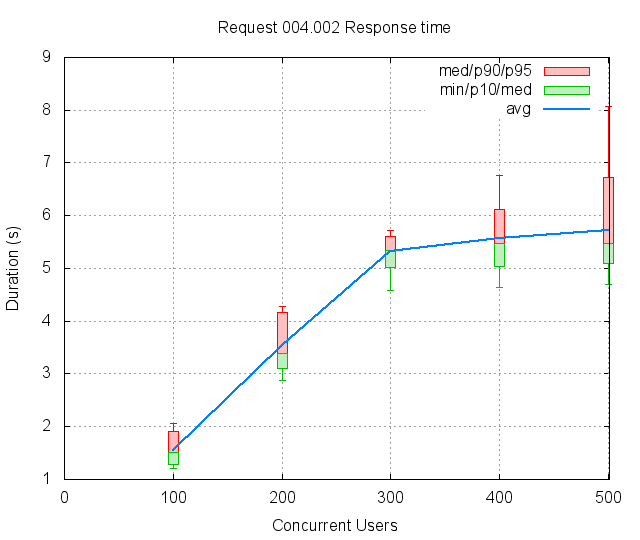 Request 004.002 Response time
med/p90/p95
min/p10/med
avg
9
8
7
6
5
4
3
2
1
Duration (s)
0 100 200 300 400 500
Concurrent Users